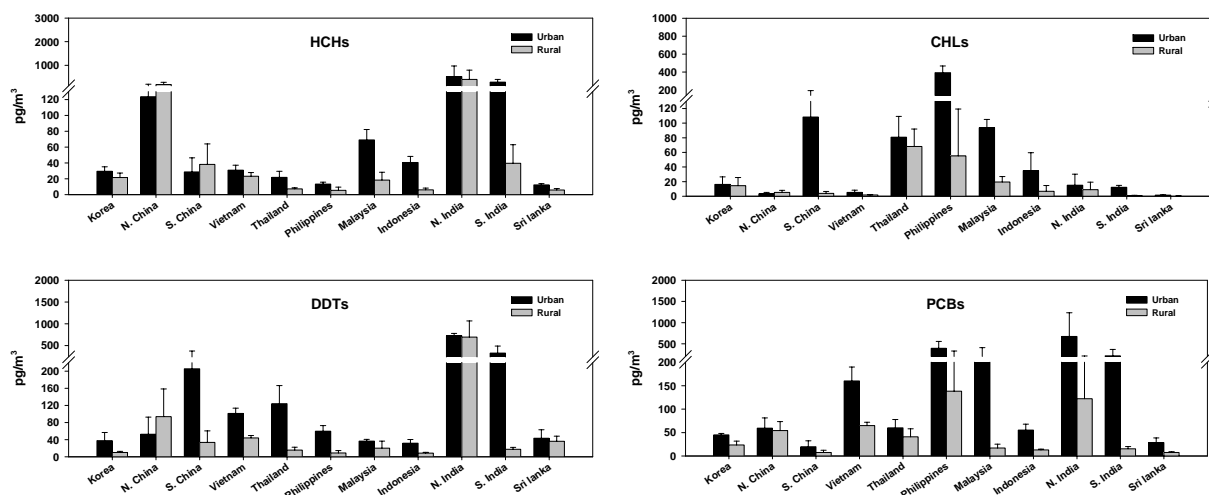 HCHs
Urban
Rural
pg/m³
3000
2000
1000
120
100
80
60
40
20
0
Korea
N. China
S. China
Vietnam
Thailand
Philippines
Malaysia
Indonesia
N. India
S. India
Sri lanka
CHLs
Urban
Rural
pg/m³
1000
800
600
400
200
120
100
80
60
40
20
0
Korea
N. China
S. China
Vietnam
Thailand
Philippines
Malaysia
Indonesia
N. India
S. India
Sri lanka
DDTs
Urban
Rural
pg/m³
2000
1500
1000
500
200
160
120
80
40
0
Korea
N. China
S. China
Vietnam
Thailand
Philippines
Malaysia
Indonesia
N. India
S. India
Sri lanka
PCBs
Urban
Rural
pg/m³
2000
1500
1000
500
200
150
100
50
0
Korea
N. China
S. China
Vietnam
Thailand
Philippines
Malaysia
Indonesia
N. India
S. India
Sri lanka